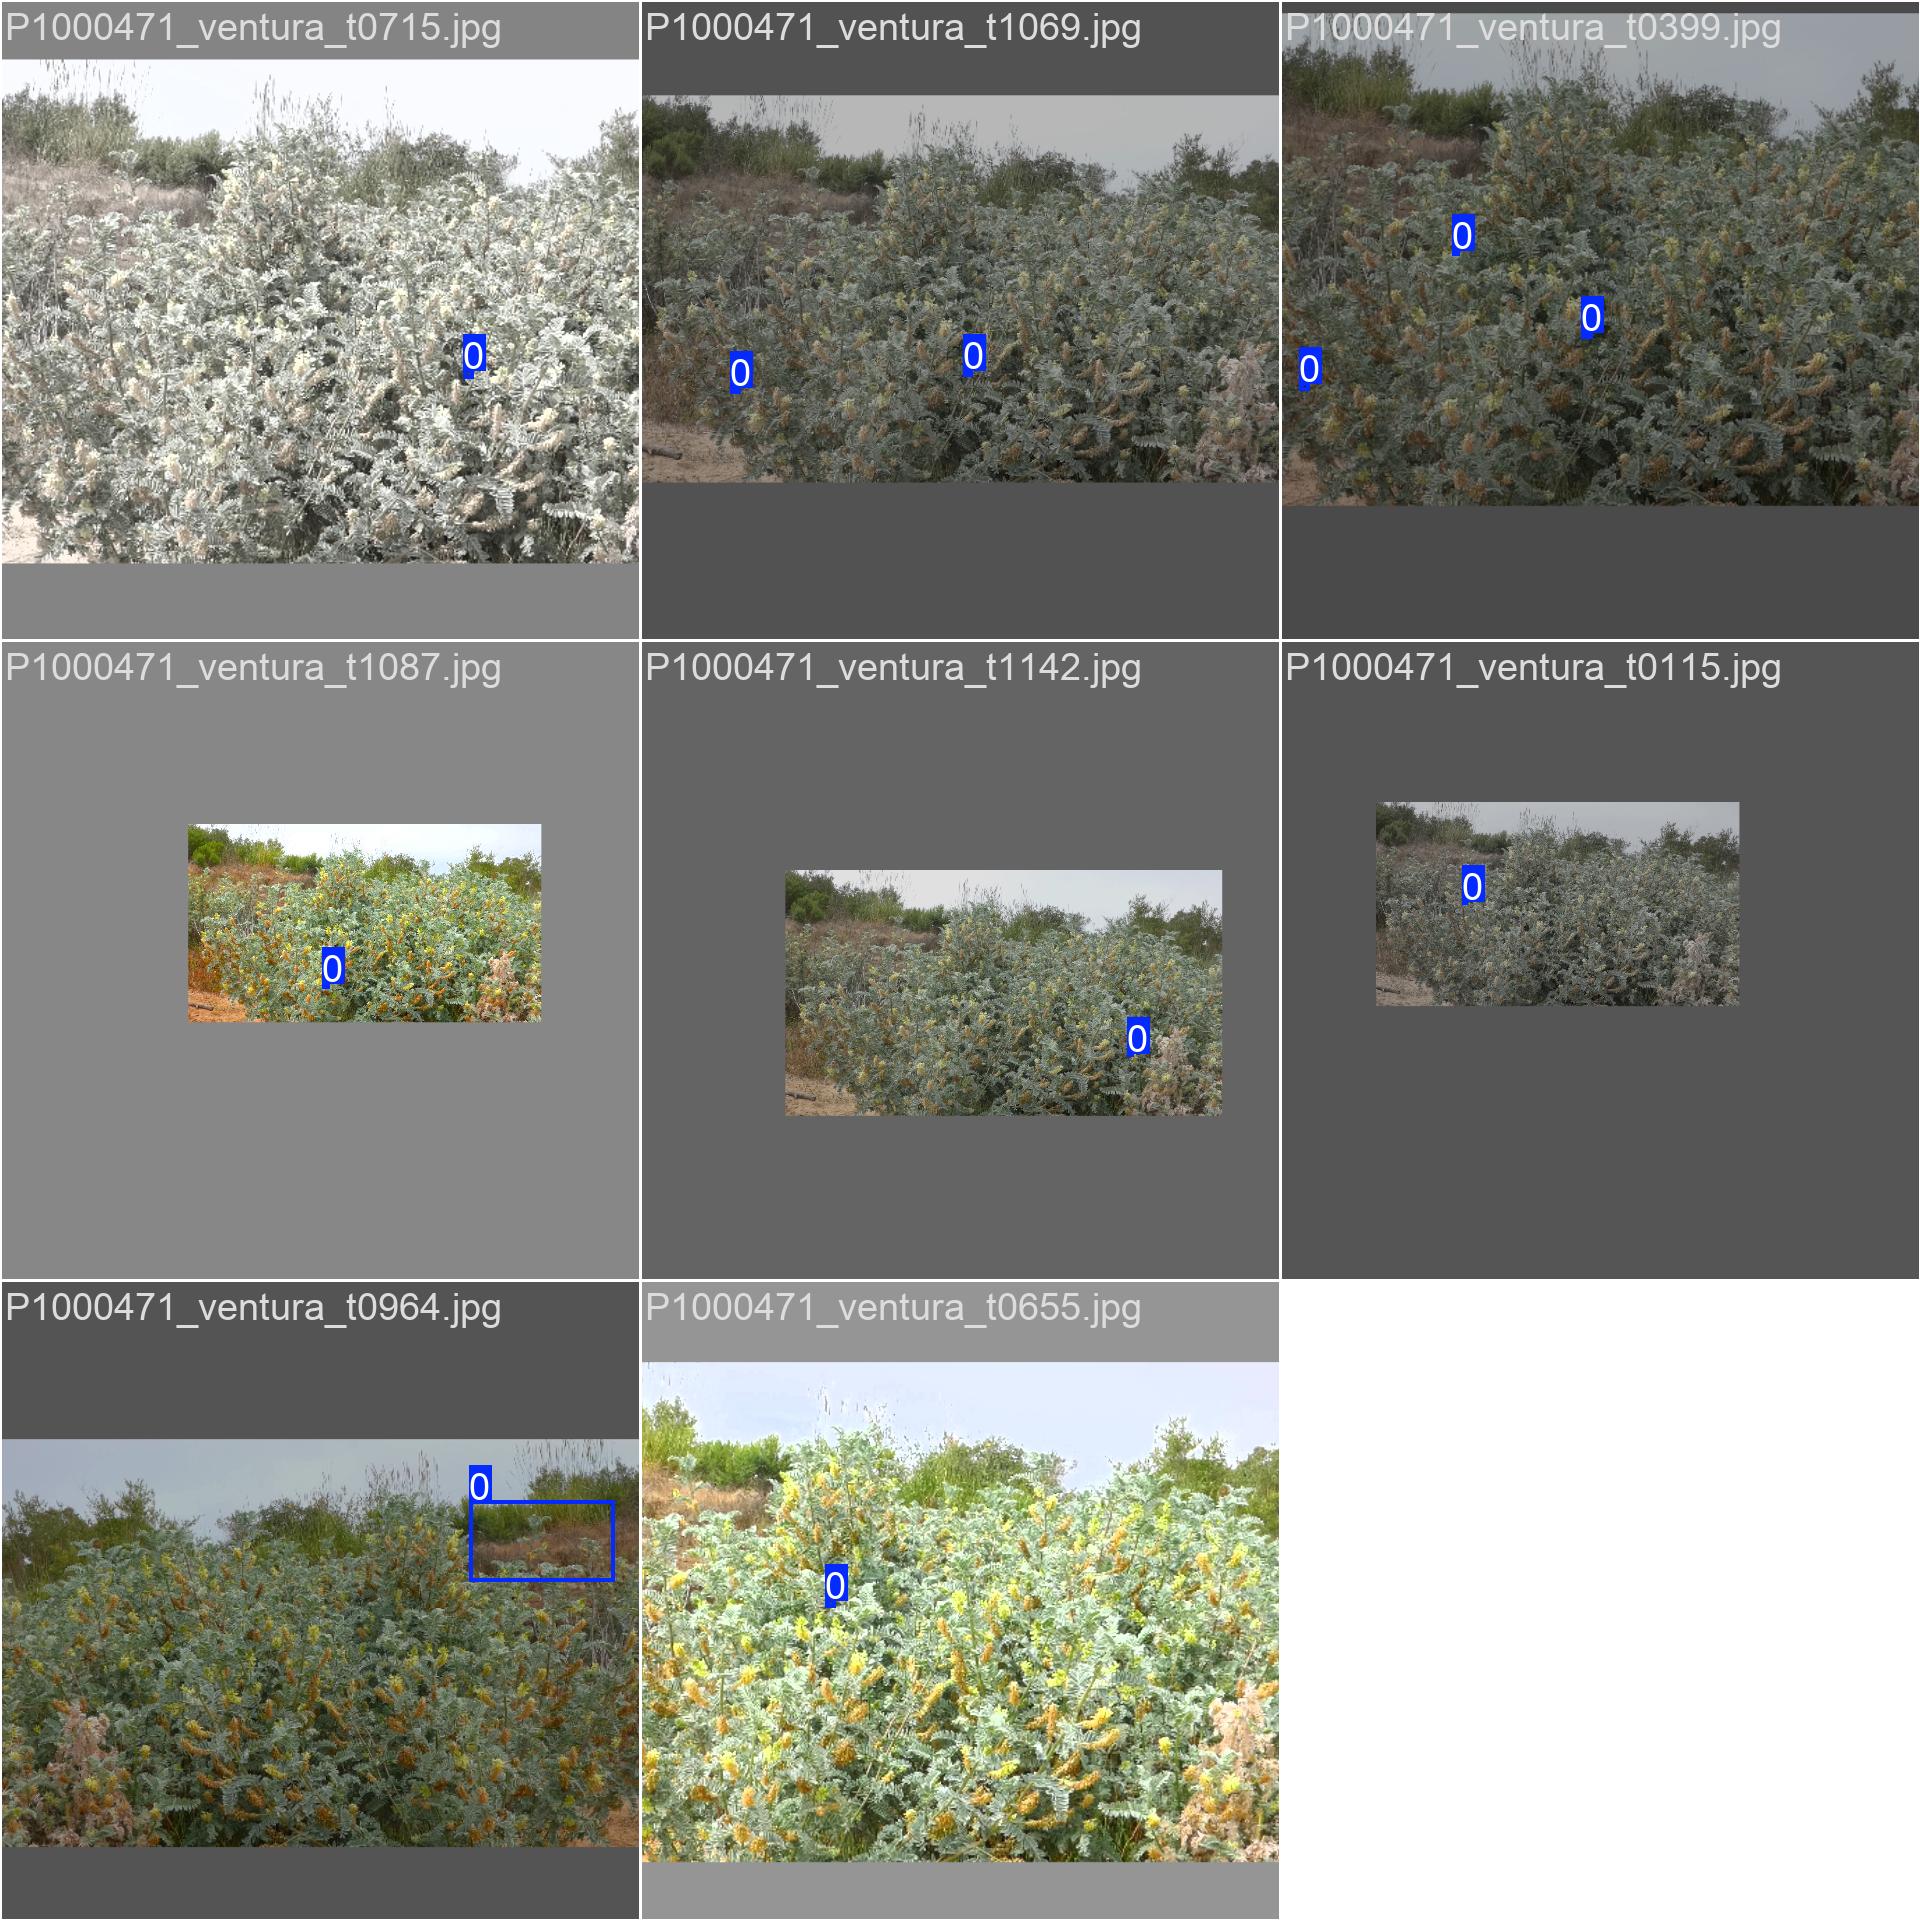 P1000471_ventura_t0715.jpg
P1000471_ventura_t1069.jpg
P1000471_ventura_t0399.jpg
0
0
0
0
0
0
P1000471_ventura_t1087.jpg
P1000471_ventura_t1142.jpg
P1000471_ventura_t0115.jpg
0
0
0
P1000471_ventura_t0964.jpg
P1000471_ventura_t0655.jpg
0
0